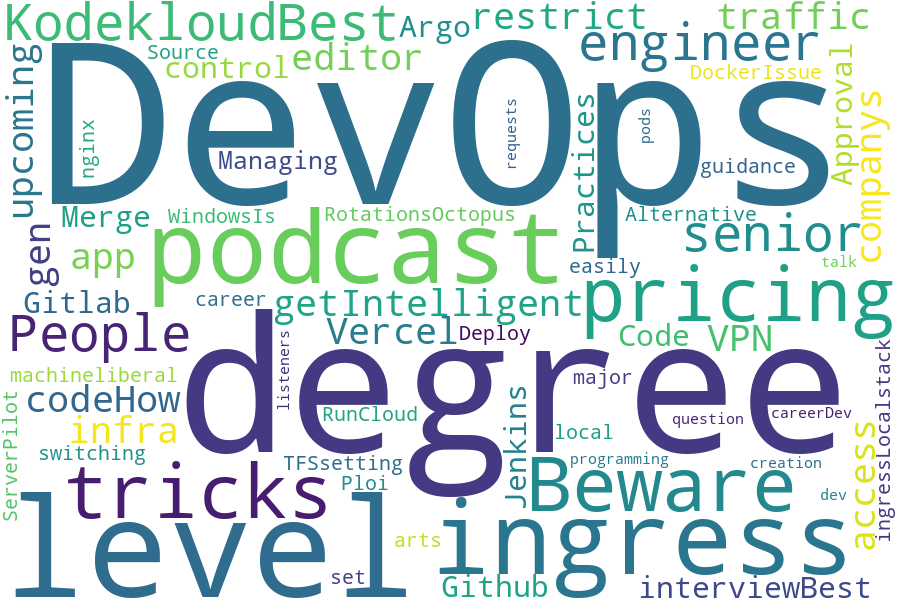 KodekloudBest
Argo
restrict
traffic
upcoming
Source
control
editor
engineer
DockerIssue
Approval
companys
DevOps
nginx
Managing
requests
Practices
pods
guidance
Merge
WindowsIs
RotationsOctopus
Alternative
senior
gen
app
podcast
easily
talk
Gitlab
career
getIntelligent
pricing
People
Vercel
Deploy
Code
VPN
listeners
degree
machineliberal
major
codeHow
RunCloud
question
careerDev
ingressLocalstack
ServerPilot
infra
local
access
switching
TFSsetting
Jenkins
programming
creation
tricks
Ploi
Beware
dev
level
ingress
arts
set
Github
interviewBest